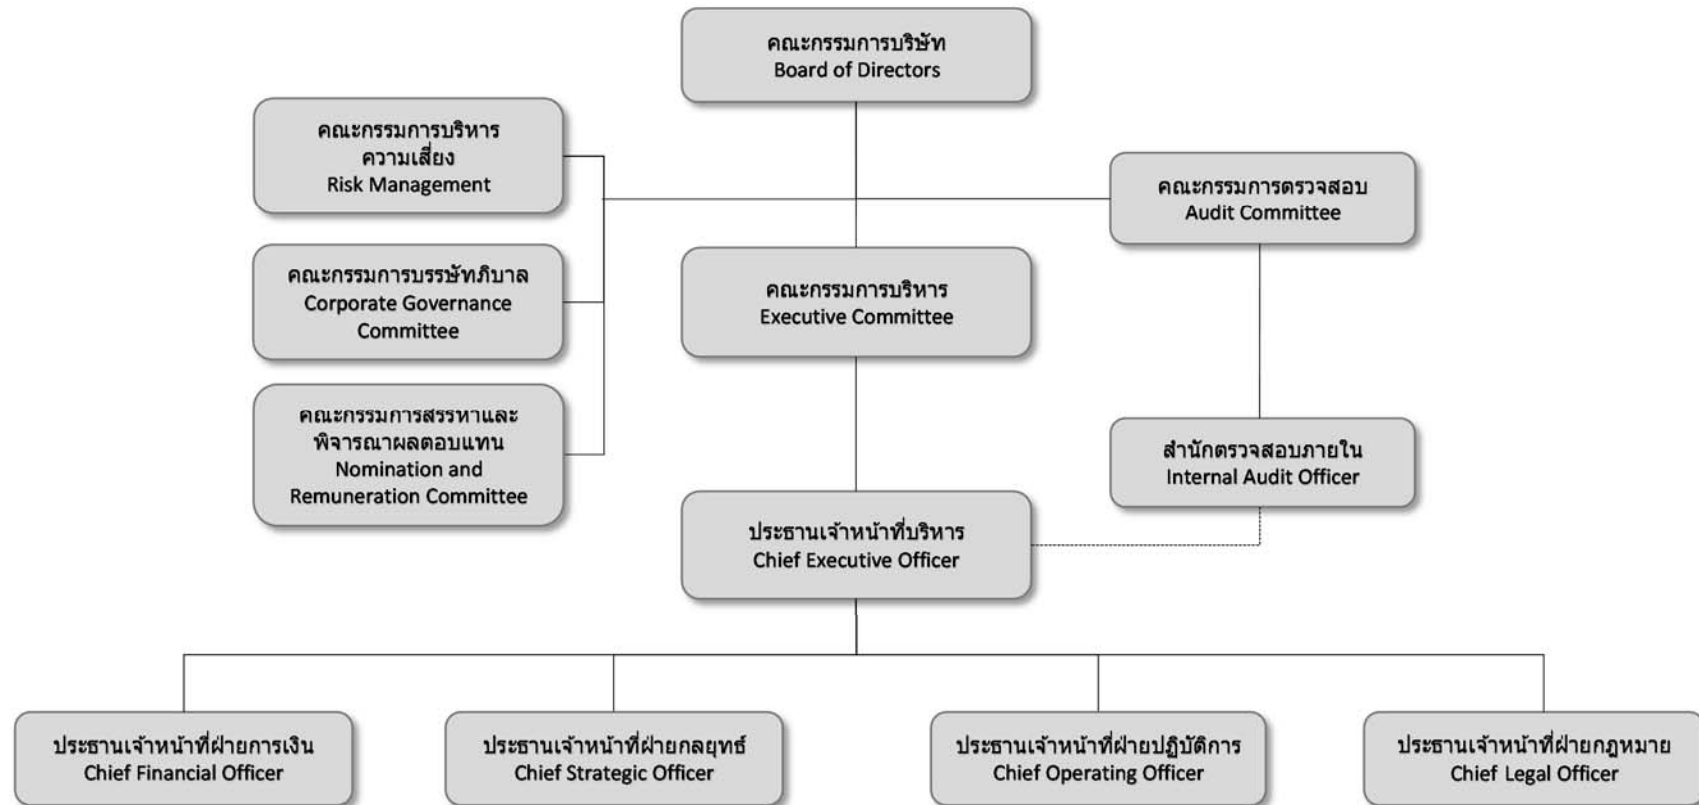 คณะกรรมการบริษัท
Board of Directors
คณะกรรมการบริหาร
ความเสี่ยง
Risk Management
คณะกรรมการตรวจสอบ
Audit Committee
คณะกรรมการบรรษัทภิบาล
Corporate Governance
Committee
คณะกรรมการบริหาร
Executive Committee
คณะกรรมการสรรหาและ
พิจารณาผลตอบแทน
Nomination and
Remuneration Committee
สำนักตรวจสอบภายใน
Internal Audit Officer
ประธานเจ้าหน้าที่บริหาร
Chief Executive Officer
ประธานเจ้าหน้าที่ฝ่ายการเงิน
Chief Financial Officer
ประธานเจ้าหน้าที่ฝ่ายกลยุทธ์
Chief Strategic Officer
ประธานเจ้าหน้าที่ฝ่ายปฏิบัติการ
Chief Operating Officer
ประธานเจ้าหน้าที่ฝ่ายกฎหมาย
Chief Legal Officer